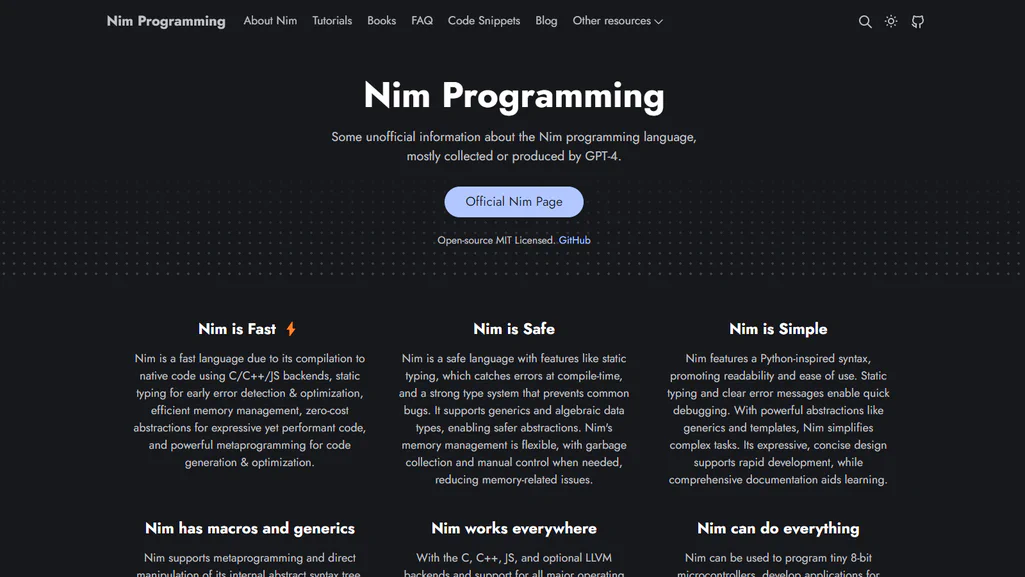 Nim Programming About Nim Tutorials Books FAQ Code Snippets Blog Other resources
Nim Programming
Some unofficial information about the Nim programming language,
mostly collected or produced by GPT-4.
Official Nim Page
Open-source MIT Licensed. GitHub
Nim is Fast
Nim is a fast language due to its compilation to
native code using C/C++/JS backends, static
typing for early error detection & optimization,
efficient memory management, zero-cost
abstractions for expressive yet performant code,
and powerful metaprogramming for code
generation & optimization.
Nim is Safe
Nim is a safe language with features like static
typing, which catches errors at compile-time,
and a strong type system that prevents common
bugs. It supports generics and algebraic data
types, enabling safer abstractions. Nim's
memory management is flexible, with garbage
collection and manual control when needed,
reducing memory-related issues.
Nim is Simple
Nim features a Python-inspired syntax,
promoting readability and ease of use. Static
typing and clear error messages enable quick
debugging. With powerful abstractions like
generics and templates, Nim simplifies
complex tasks. Its expressive, concise design
supports rapid development, while
comprehensive documentation aids learning.
Nim has macros and generics
Nim supports metaprogramming and direct
manipulation of its internal abstract syntax tree
Nim works everywhere
With the C, C++, JS, and optional LLVM
backends and support for all major operating
Nim can do everything
Nim can be used to program tiny 8-bit
microcontrollers, develop applications for